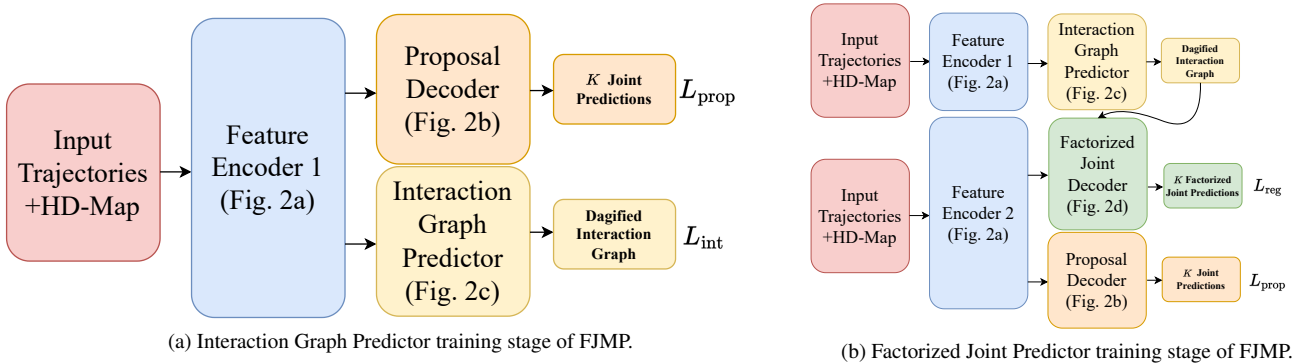 Input
Trajectories
+HD-Map
Feature
Encoder 1
(Fig. 2a)
Proposal
Decoder
(Fig. 2b)
K Joint
Predictions
L_prop
Interaction
Graph
Predictor
(Fig. 2c)
Dagified
Interaction
Graph
L_int
(a) Interaction Graph Predictor training stage of FJMP.
Input
Trajectories
+HD-Map
Feature
Encoder 1
(Fig. 2a)
Interaction
Graph
Predictor
(Fig. 2c)
Dagified
Interaction
Graph
Input
Trajectories
+HD-Map
Feature
Encoder 2
(Fig. 2a)
Factorized
Joint
Decoder
(Fig. 2d)
K Factorized
Joint Predictions
L_reg
Proposal
Decoder
(Fig. 2b)
K Joint
Predictions
L_prop
(b) Factorized Joint Predictor training stage of FJMP.